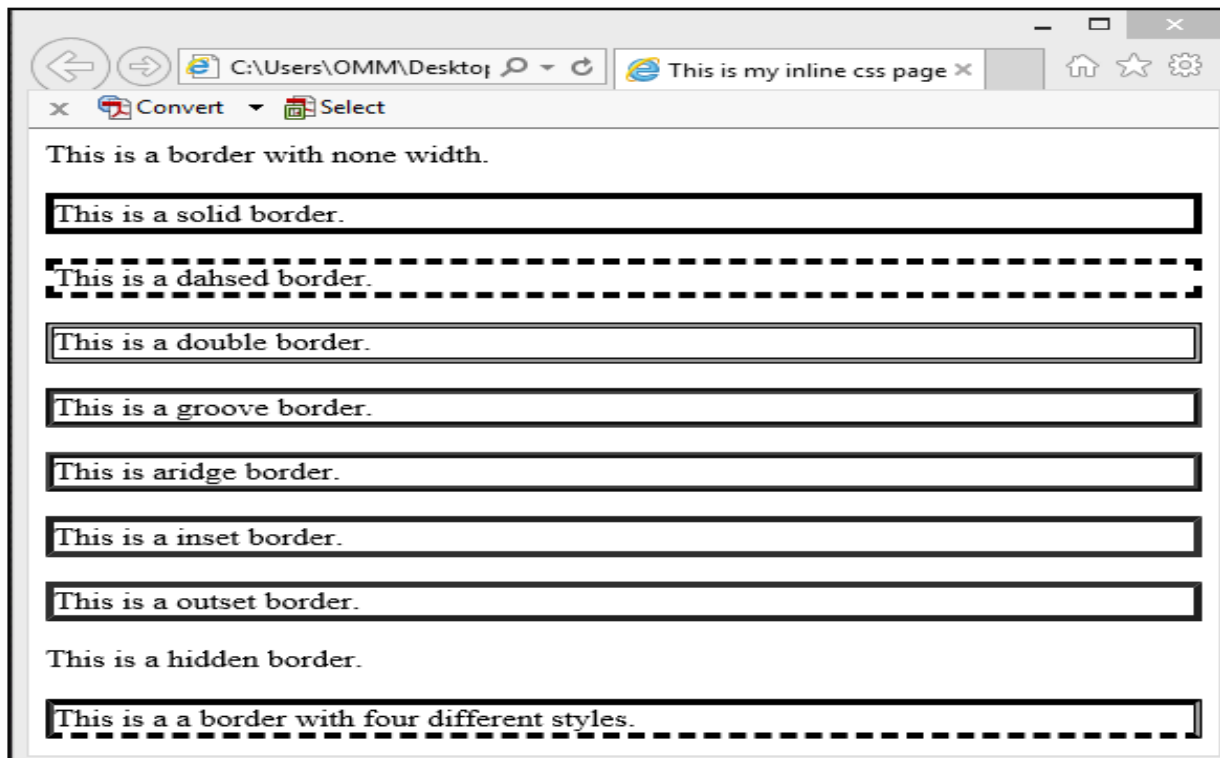 C:\Users\OMM\Desktop
This is my inline css page
Convert Select
This is a border with none width.
This is a solid border.
This is a dahsed border.
This is a double border.
This is a groove border.
This is aridge border.
This is a inset border.
This is a outset border.
This is a hidden border.
This is a a border with four different styles.